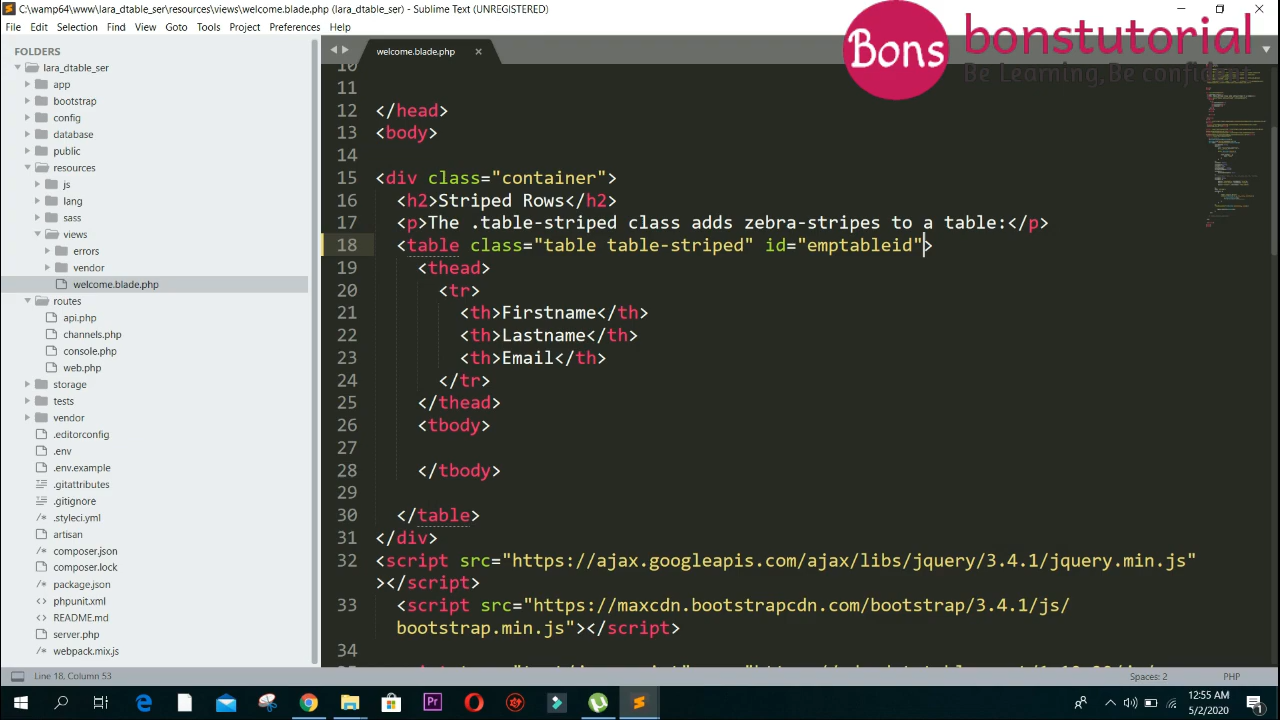 C:\wamp64\www\lara_dtable_ser\resources\views\welcome.blade.php (lara_dtable_ser) - Sublime Text (UNREGISTERED)
File Edit Selection Find View Goto Tools Project Preferences Help
Bons
bonstutorial
Be Learning,Be confident
FOLDERS
lara_dtable_ser
app
bootstrap
config
database
public
resources
js
lang
sass
views
errors
vendor
welcome.blade.php
routes
api.php
channels.php
console.php
web.php
storage
tests
vendor
.editorconfig
.env
.env.example
.gitattributes
.gitignore
.styleci.yml
artisan
composer.json
composer.lock
package.json
phpunit.xml
README.md
server.php
webpack.mix.js
welcome.blade.php
10
11
12 </head>
13 <body>
14
15 <div class="container">
16 <h2>Striped Rows</h2>
17 <p>The .table-striped class adds zebra-stripes to a table:</p>
18 <table class="table table-striped" id="emptableid">
19 <thead>
20 <tr>
21 <th>Firstname</th>
22 <th>Lastname</th>
23 <th>Email</th>
24 </tr>
25 </thead>
26 <tbody>
27
28 </tbody>
29
30 </table>
31 </div>
32 <script src="https://ajax.googleapis.com/ajax/libs/jquery/3.4.1/jquery.min.js"
></script>
33 <script src="https://maxcdn.bootstrapcdn.com/bootstrap/3.4.1/js/
bootstrap.min.js"></script>
34
Line 18, Column 53
Spaces: 2
PHP
Pr
12:55 AM
5/2/2020
1